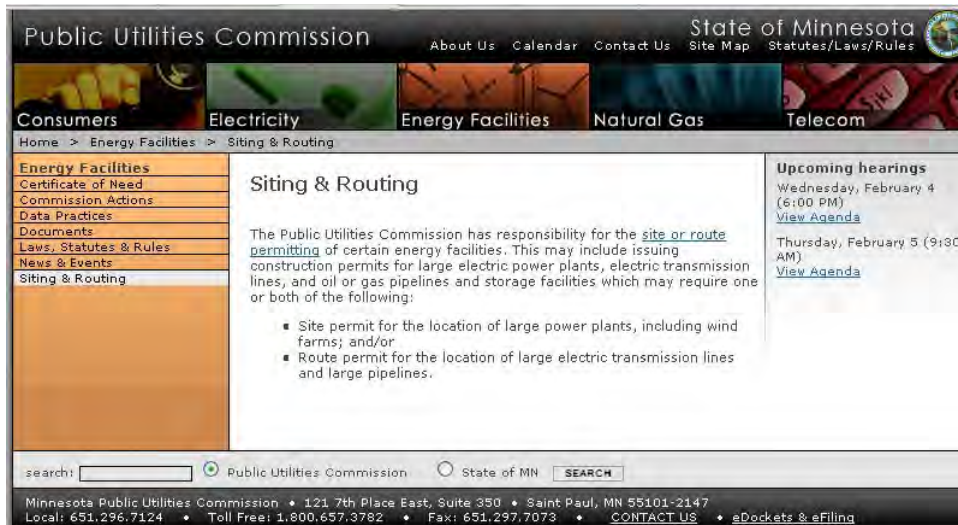 Public Utilities Commission
State of Minnesota
About Us Calendar Contact Us Site Map Statutes/Laws/Rules
Consumers Electricity Energy Facilities Natural Gas Telecom
Home > Energy Facilities > Siting & Routing
Energy Facilities
Certificate of Need
Commission Actions
Data Practices
Documents
Laws, Statutes & Rules
News & Events
Siting & Routing
Siting & Routing
The Public Utilities Commission has responsibility for the site or route
permitting of certain energy facilities. This may include issuing
construction permits for large electric power plants, electric transmission
lines, and oil or gas pipelines and storage facilities which may require one
or both of the following:
▪ Site permit for the location of large power plants, including wind
farms; and/or
▪ Route permit for the location of large electric transmission lines
and large pipelines.
Upcoming hearings
Wednesday, February 4
(6:00 PM)
View Agenda
Thursday, February 5 (9:30
AM)
View Agenda
search: Public Utilities Commission State of MN SEARCH
Minnesota Public Utilities Commission • 121 7th Place East, Suite 350 • Saint Paul, MN 55101-2147
Local: 651.296.7124 • Toll Free: 1.800.657.3782 • Fax: 651.297.7073 • CONTACT US • eDockets & eFiling